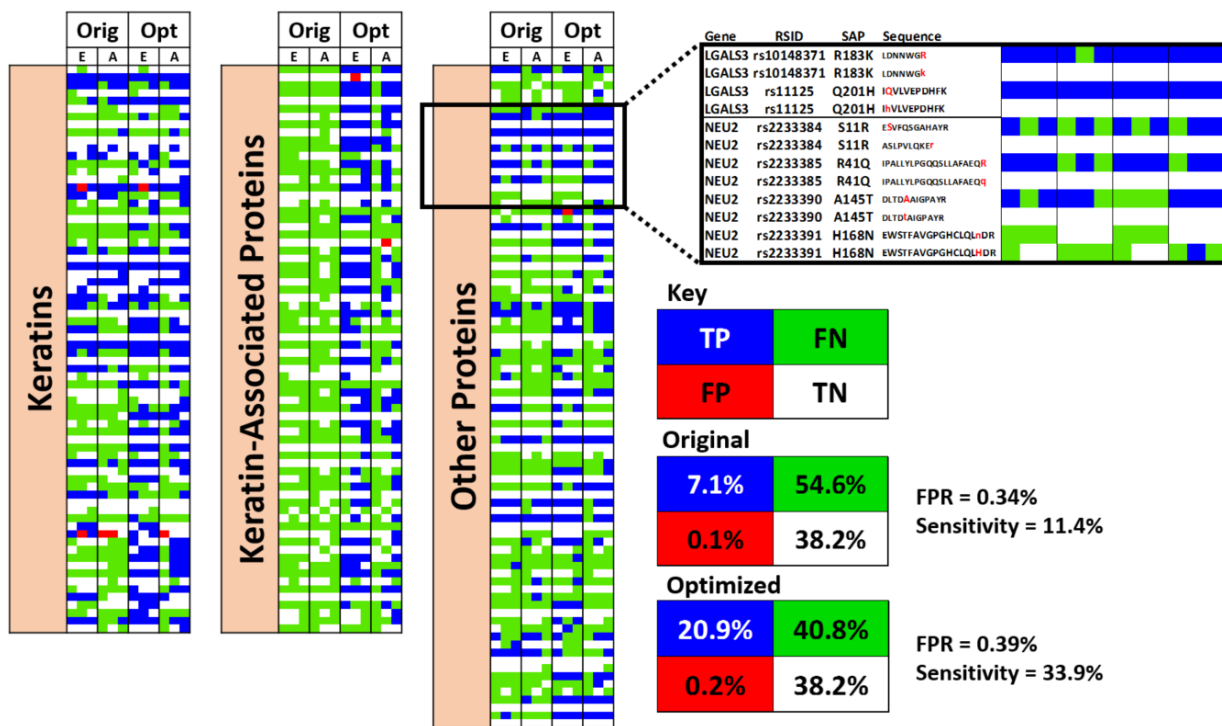 Orig Opt
E A E A
Keratins
Orig Opt
E A E A
Keratin-Associated Proteins
Orig Opt
E A E A
Other Proteins
Gene RSID SAP Sequence
LGALS3 rs10148371 R183K LDNNWGR
LGALS3 rs10148371 R183K LDNNWGk
LGALS3 rs11125 Q201H IQVLVEPDHFK
LGALS3 rs11125 Q201H IhVLVEPDHFK
NEU2 rs2233384 S11R ESVFQSGAHAYR
NEU2 rs2233384 S11R ASLPVLQKEr
NEU2 rs2233385 R41Q IPALLYLPGQQSLLAFAEQR
NEU2 rs2233385 R41Q IPALLYLPGQQSLLAFAEQq
NEU2 rs2233390 A145T DLTDAAIGPAYR
NEU2 rs2233390 A145T DLTDtAIGPAYR
NEU2 rs2233391 H168N EWSTFAVGPGHCLQLnDR
NEU2 rs2233391 H168N EWSTFAVGPGHCLQLHDR
Key
TP FN
FP TN
Original
7.1% 54.6%
0.1% 38.2%
FPR = 0.34%
Sensitivity = 11.4%
Optimized
20.9% 40.8%
0.2% 38.2%
FPR = 0.39%
Sensitivity = 33.9%